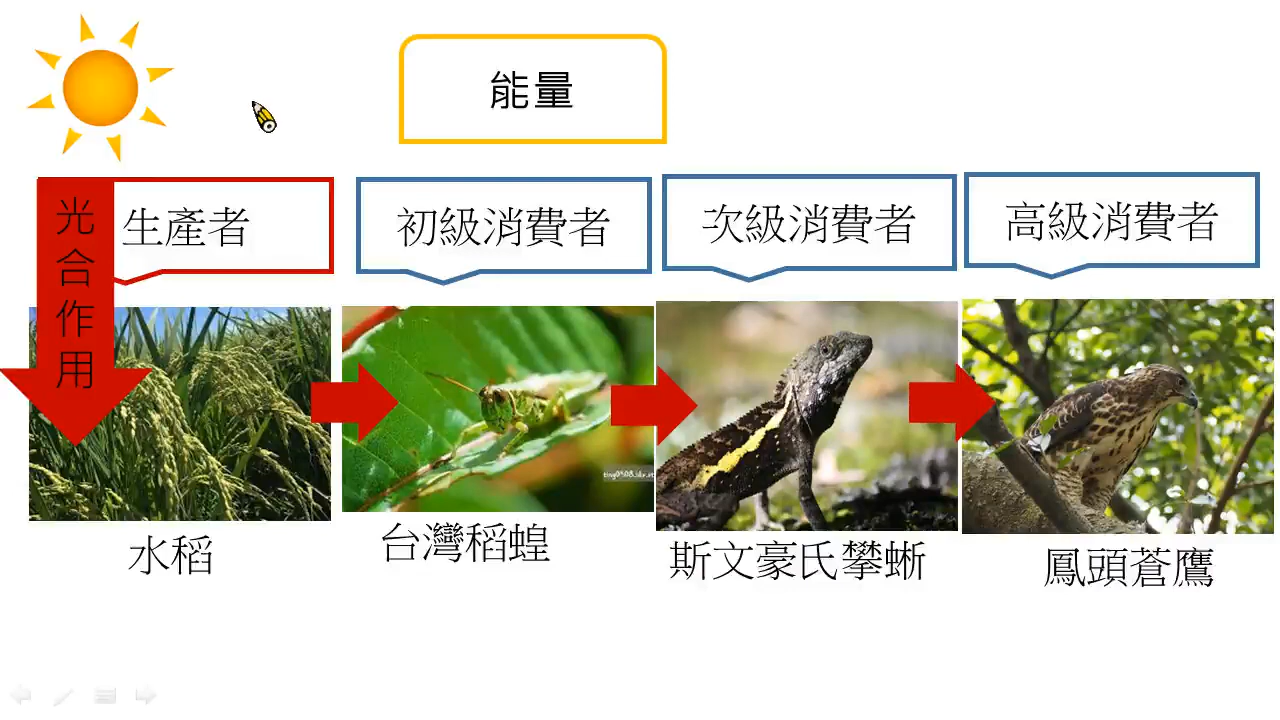 能量
光合作用
生產者
初級消費者
次級消費者
高級消費者
水稻
台灣稻蝗
斯文豪氏攀蜥
鳳頭蒼鷹